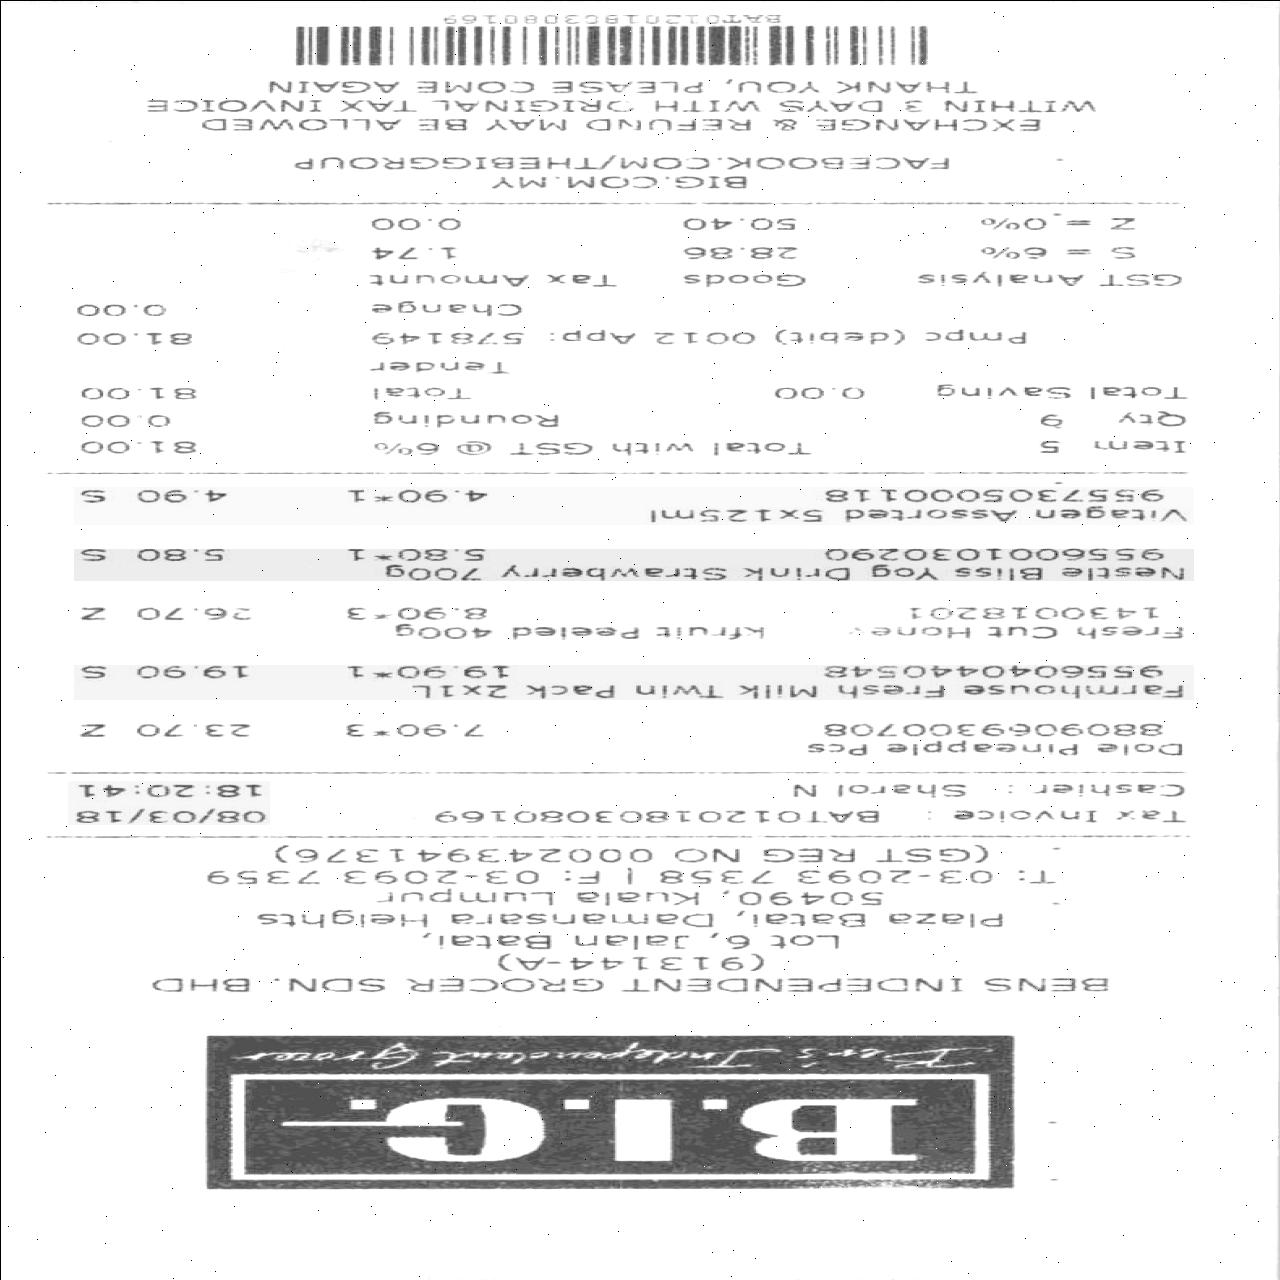 B.I.G.
Ben's Independent Grocer
BENS INDEPENDENT GROCER SDN. BHD
(913144-A)
Lot 6, Jalan Batai,
Plaza Batai, Damansara Heights
50490, Kuala Lumpur
T: 03-2093 7358 | F: 03-2093 7359
(GST REG NO 000243941376)
Tax Invoice : BAT01201803080169 08/03/18
Cashier : Sharol N 18:20:41
Dole Pineapple Pcs
8809069300708 7.90*3 23.70 Z
Farmhouse Fresh Milk Twin Pack 2x1L
9556040440548 19.90*1 19.90 S
Fresh Cut Hone kfruit Peeled 400g
1430018201 8.90*3 26.70 Z
Nestle Bliss Yog Drink Strawberry 700g
9556001030290 5.80*1 5.80 S
Vitagen Assorted 5x125ml
9557305000118 4.90*1 4.90 S
Item 5 Total with GST @ 6% 81.00
Qty 9 Rounding 0.00
Total Saving 0.00 Total 81.00
Tender
Pmpc (debit) 0012 App: 578149 81.00
Change 0.00
GST Analysis Goods Tax Amount
S = 6% 28.86 1.74
Z = 0% 50.40 0.00
BIG.COM.MY
FACEBOOK.COM/THEBIGGROUP
EXCHANGE & REFUND MAY BE ALLOWED
WITHIN 3 DAYS WITH ORIGINAL TAX INVOICE
THANK YOU, PLEASE COME AGAIN
BAT01201803080169